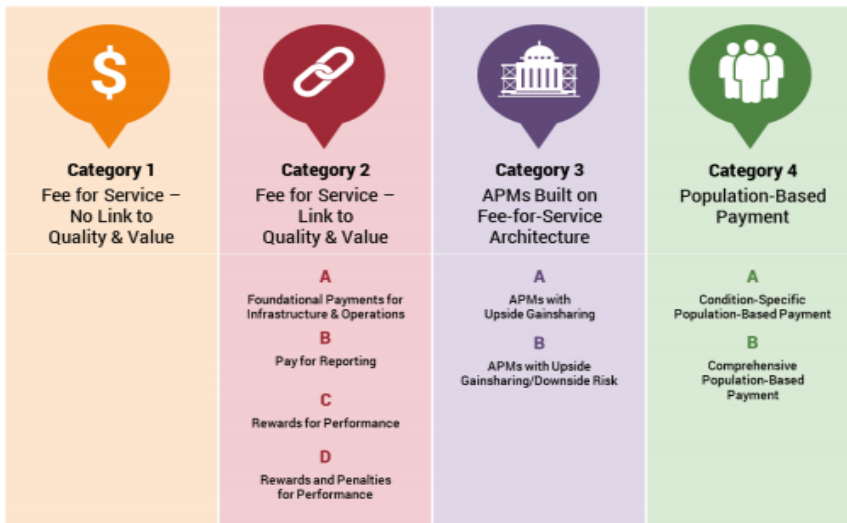 $
Category 1
Fee for Service –
No Link to
Quality & Value
Category 2
Fee for Service –
Link to
Quality & Value
A
Foundational Payments for
Infrastructure & Operations
B
Pay for Reporting
C
Rewards for Performance
D
Rewards and Penalties
for Performance
Category 3
APMs Built on
Fee-for-Service
Architecture
A
APMs with
Upside Gainsharing
B
APMs with Upside
Gainsharing/Downside Risk
Category 4
Population-Based
Payment
A
Condition-Specific
Population-Based Payment
B
Comprehensive
Population-Based
Payment